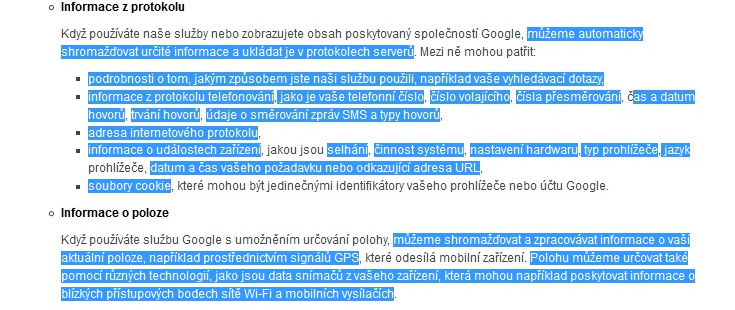 Informace z protokolu
Když používáte naše služby nebo zobrazujete obsah poskytovaný společností Google, můžeme automaticky
shromažďovat určité informace a ukládat je v protokolech serverů. Mezi ně mohou patřit:
podrobnosti o tom, jakým způsobem jste naši službu použili, například vaše vyhledávací dotazy,
informace z protokolu telefonování, jako je vaše telefonní číslo, číslo volajícího, čísla přesměrování, čas a datum
hovorů, trvání hovorů, údaje o směrování zpráv SMS a typy hovorů,
adresa internetového protokolu,
informace o událostech zařízení, jakou jsou selhání, činnost systému, nastavení hardwaru, typ prohlížeče, jazyk
prohlížeče, datum a čas vašeho požadavku nebo odkazující adresa URL,
soubory cookie, které mohou být jedinečnými identifikátory vašeho prohlížeče nebo účtu Google.
Informace o poloze
Když používáte službu Google s umožněním určování polohy, můžeme shromažďovat a zpracovávat informace o vaší
aktuální poloze, například prostřednictvím signálů GPS, které odesílá mobilní zařízení. Polohu můžeme určovat také
pomocí různých technologií, jako jsou data snímačů z vašeho zařízení, která mohou například poskytovat informace o
blízkých přístupových bodech sítě Wi-Fi a mobilních vysílačích.